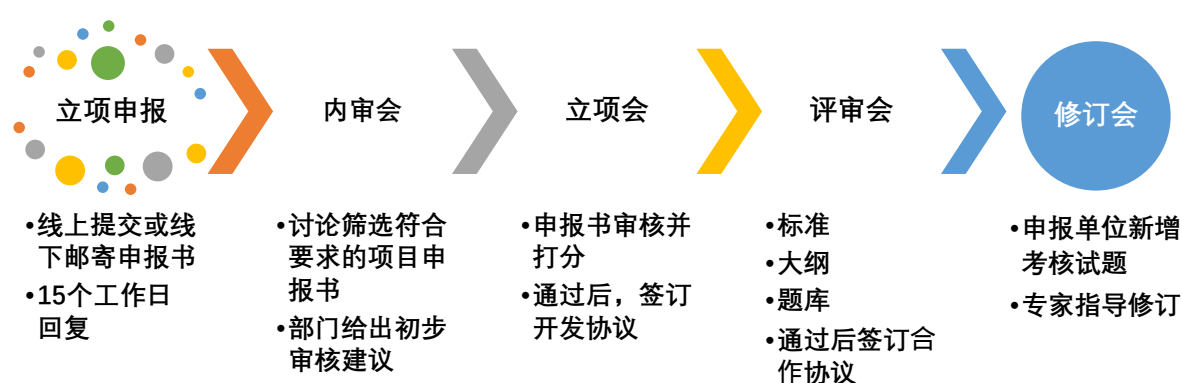 立项申报
内审会
立项会
评审会
修订会
•线上提交或线
下邮寄申报书
•15个工作日
回复
•讨论筛选符合
要求的项目申
报书
•部门给出初步
审核建议
•申报书审核并
打分
•通过后，签订
开发协议
•标准
•大纲
•题库
•通过后签订合
作协议
•申报单位新增
考核试题
•专家指导修订